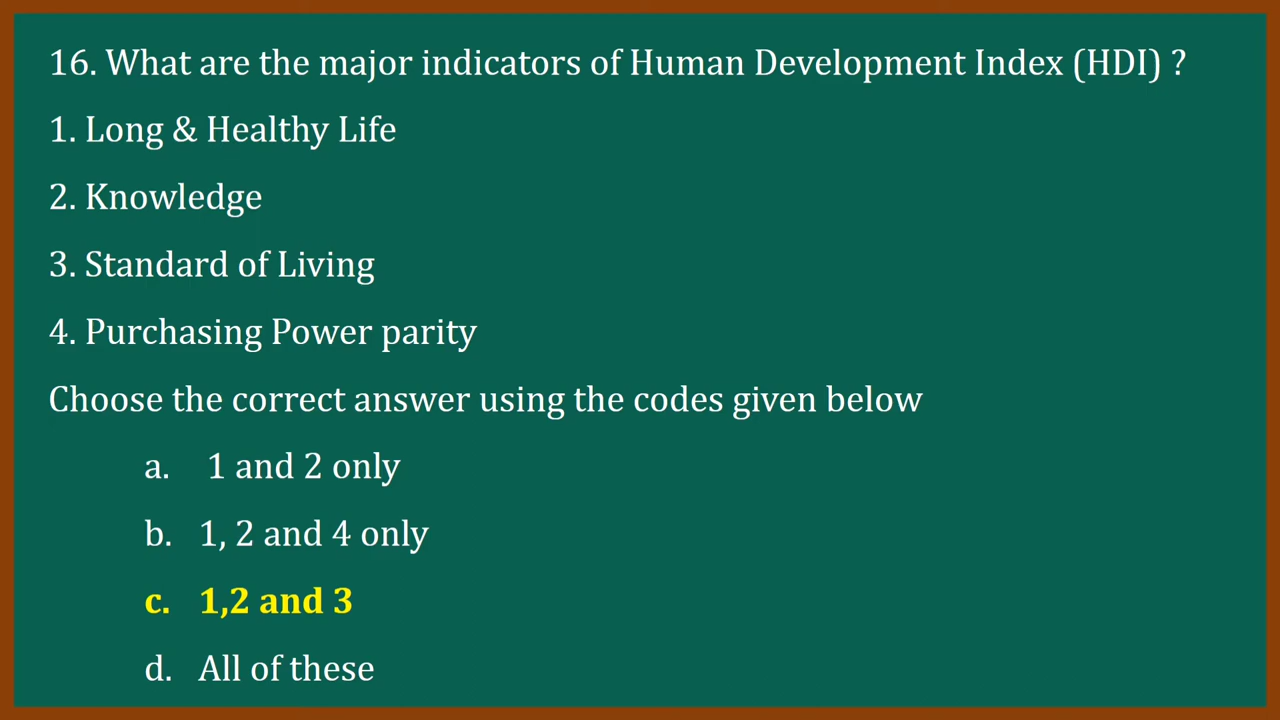 16. What are the major indicators of Human Development Index (HDI) ?
1. Long & Healthy Life
2. Knowledge
3. Standard of Living
4. Purchasing Power parity
Choose the correct answer using the codes given below
a. 1 and 2 only
b. 1, 2 and 4 only
c. 1,2 and 3
d. All of these